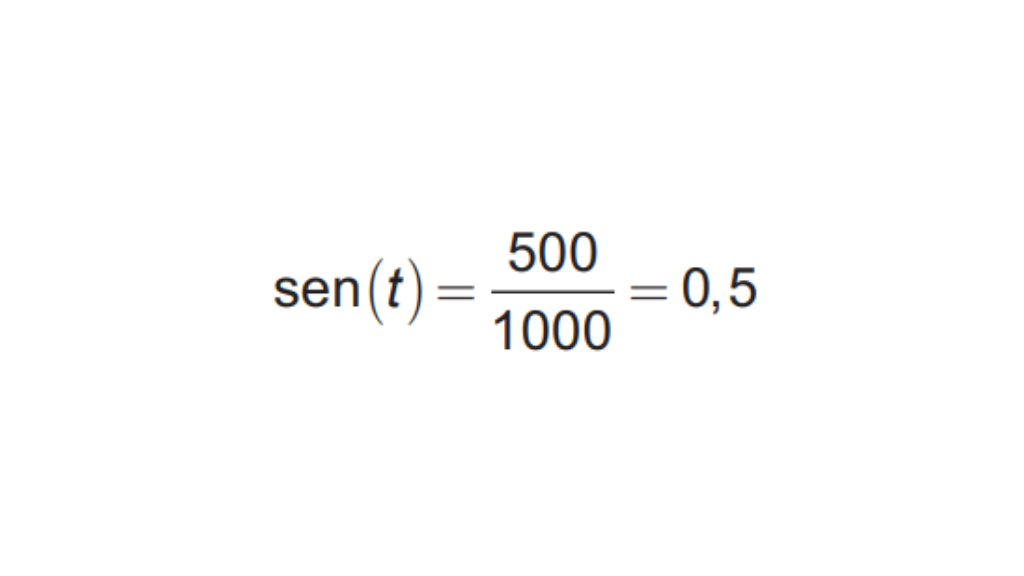 sen(t) = 500/1000 = 0,5